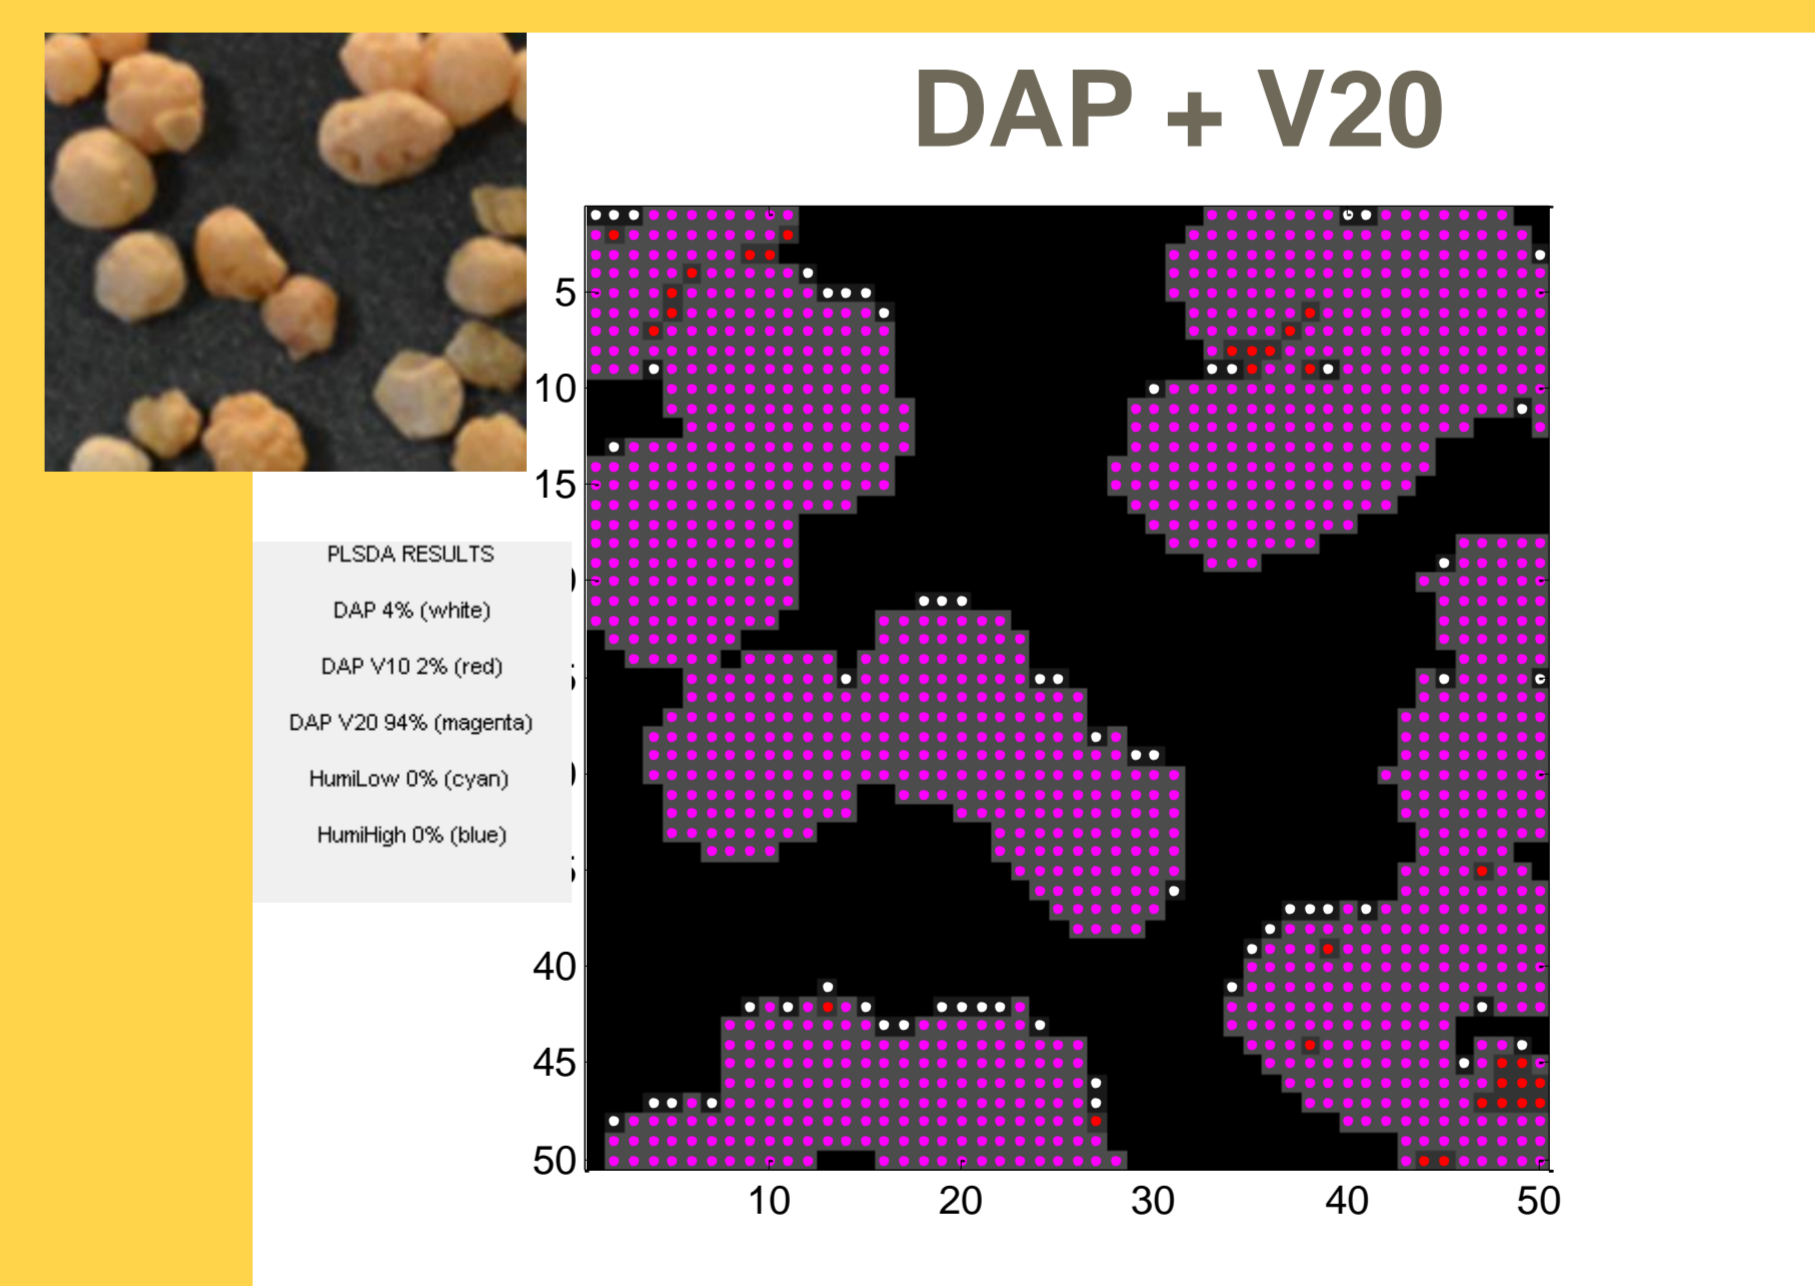 DAP + V20
PLSDA RESULTS
DAP 4% (white)
DAP V10 2% (red)
DAP V20 94% (magenta)
HumiLow 0% (cyan)
HumiHigh 0% (blue)
5
10
15
40
45
50
10 20 30 40 50